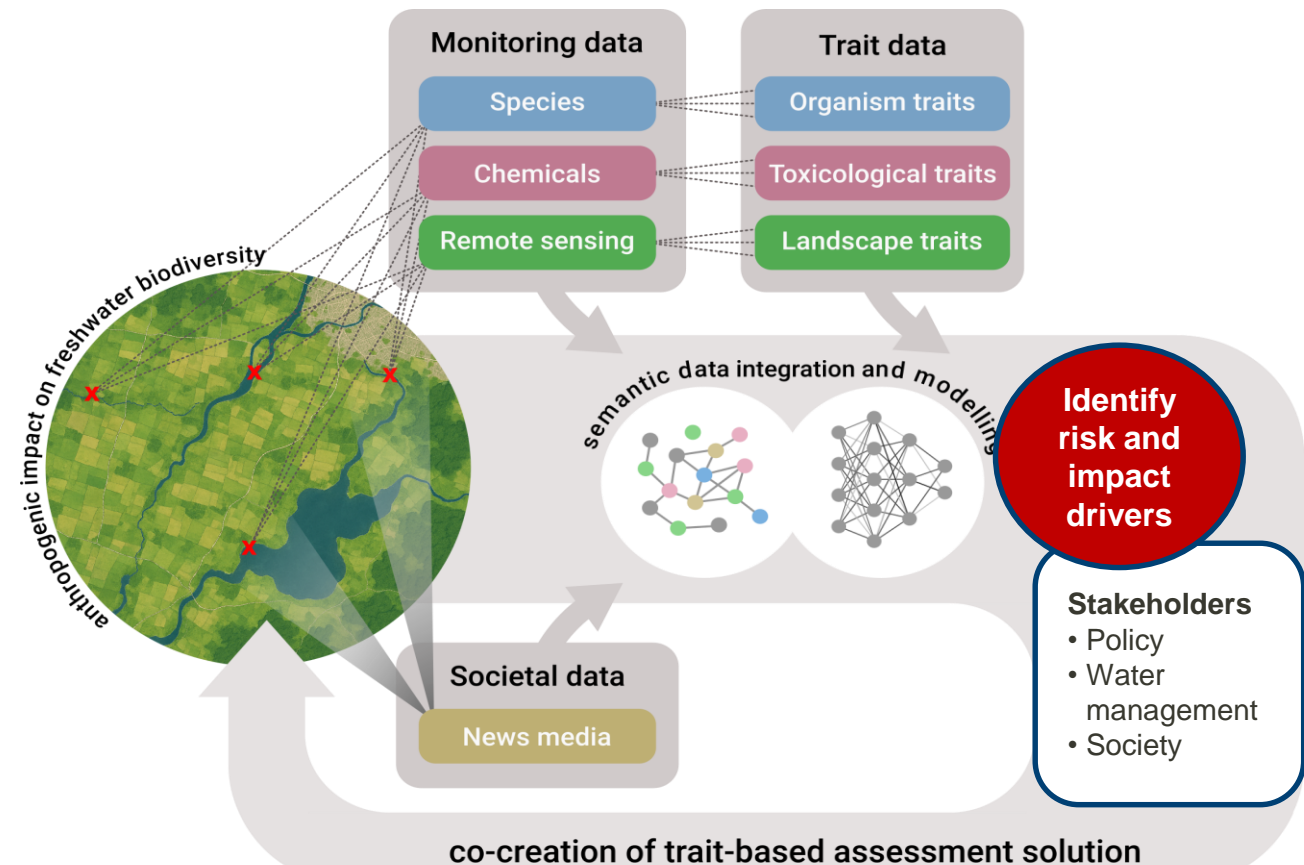 Monitoring data
Species
Chemicals
Remote sensing
Trait data
Organism traits
Toxicological traits
Landscape traits
anthropogenic impact on freshwater biodiversity
x
x
x
x
semantic data integration and modelling
Identify
risk and
impact
drivers
Stakeholders
• Policy
• Water
management
• Society
Societal data
News media
co-creation of trait-based assessment solution